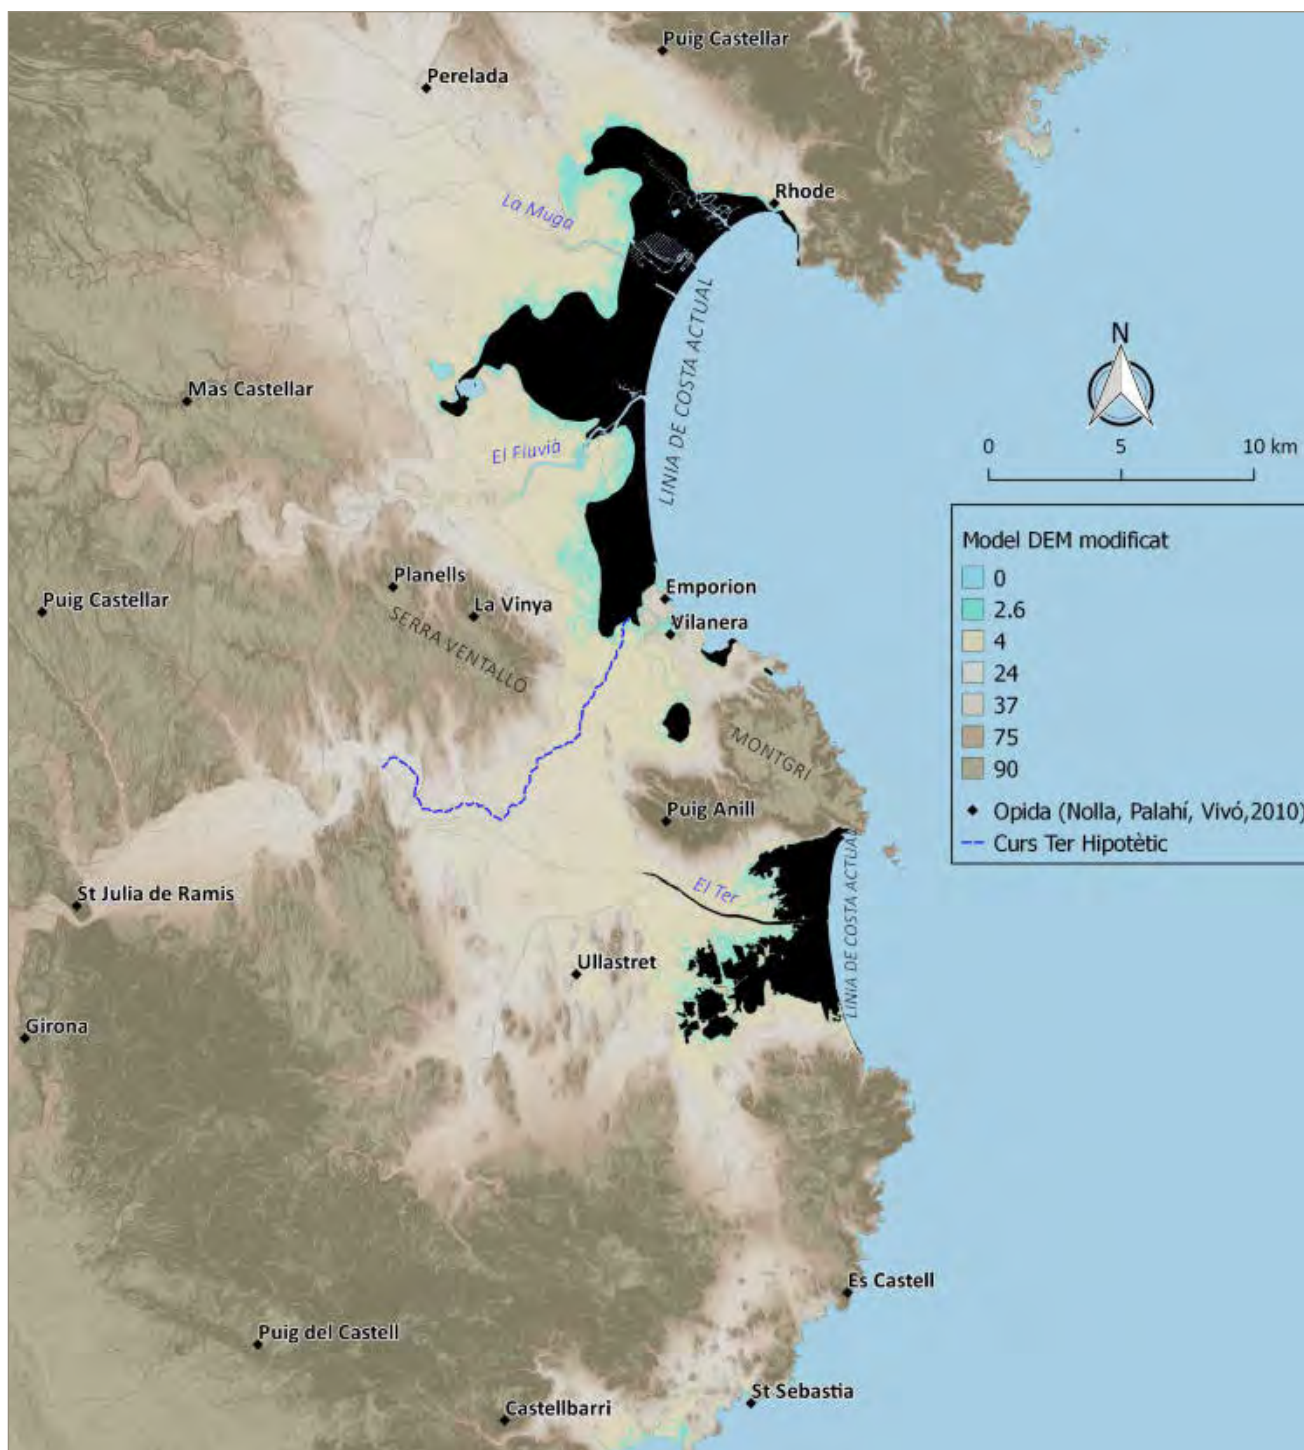 Puig Castellar
Perelada
Rhode
La Muga
LINIA DE COSTA ACTUAL
N
Mas Castellar
0 5 10 km
El Fluvià
Model DEM modificat
0
2.6
4
24
37
75
90
Opida (Nolla, Palahí, Vivó,2010)
Curs Ter Hipotètic
Planells
Emporion
Puig Castellar
La Vinya
Vilanera
SERRA VENTALLÓ
MONTGRI
Puig Anill
St Julia de Ramis
El Ter
LINIA DE COSTA ACTUAL
Ullastret
Girona
Es Castell
Puig del Castell
St Sebastia
Castellbarri